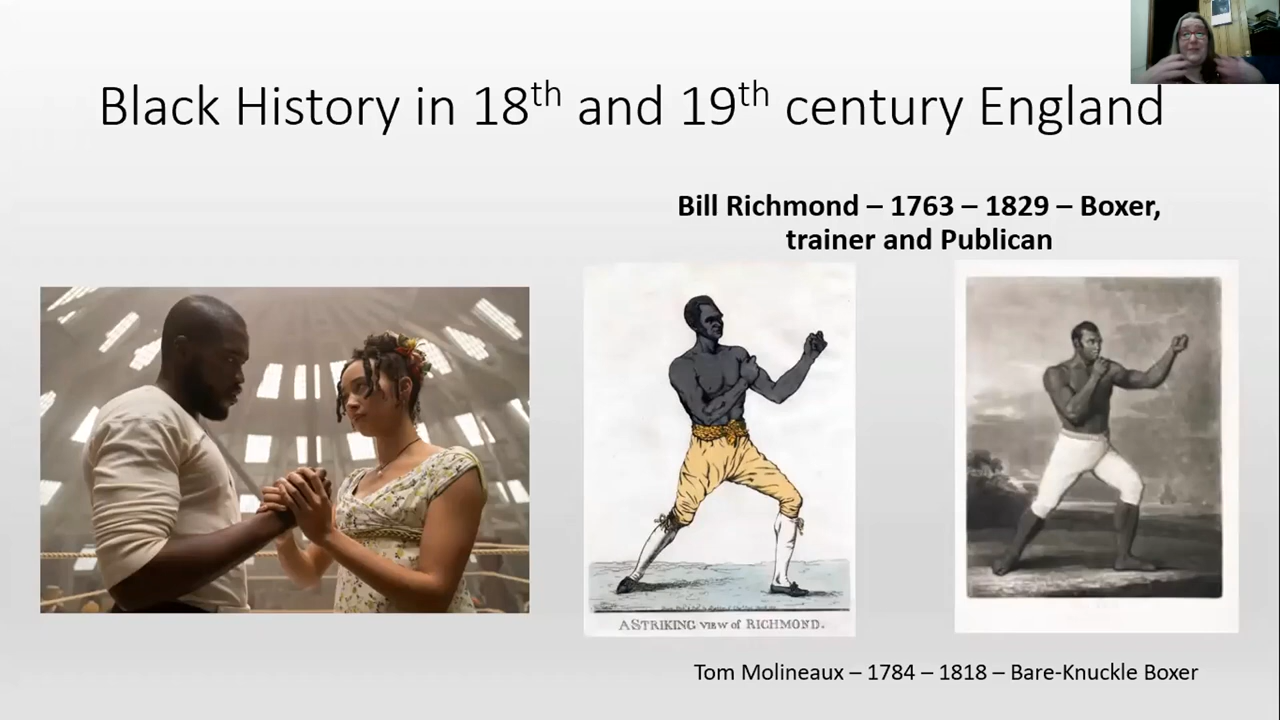 Black History in 18th and 19th century England
Bill Richmond – 1763 – 1829 – Boxer,
trainer and Publican
A STRIKING VIEW of RICHMOND.
Tom Molineaux – 1784 – 1818 – Bare-Knuckle Boxer